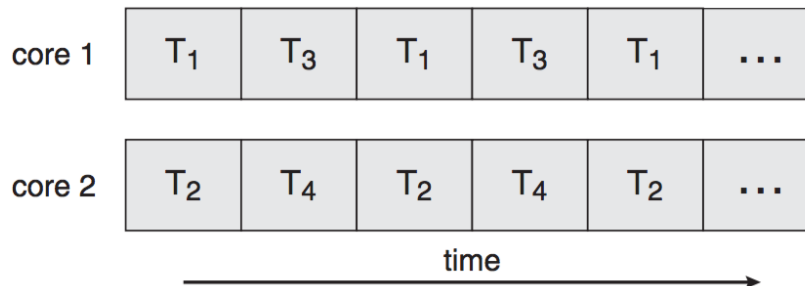 core 1 T₁ T₃ T₁ T₃ T₁ ...
core 2 T₂ T₄ T₂ T₄ T₂ ...
time